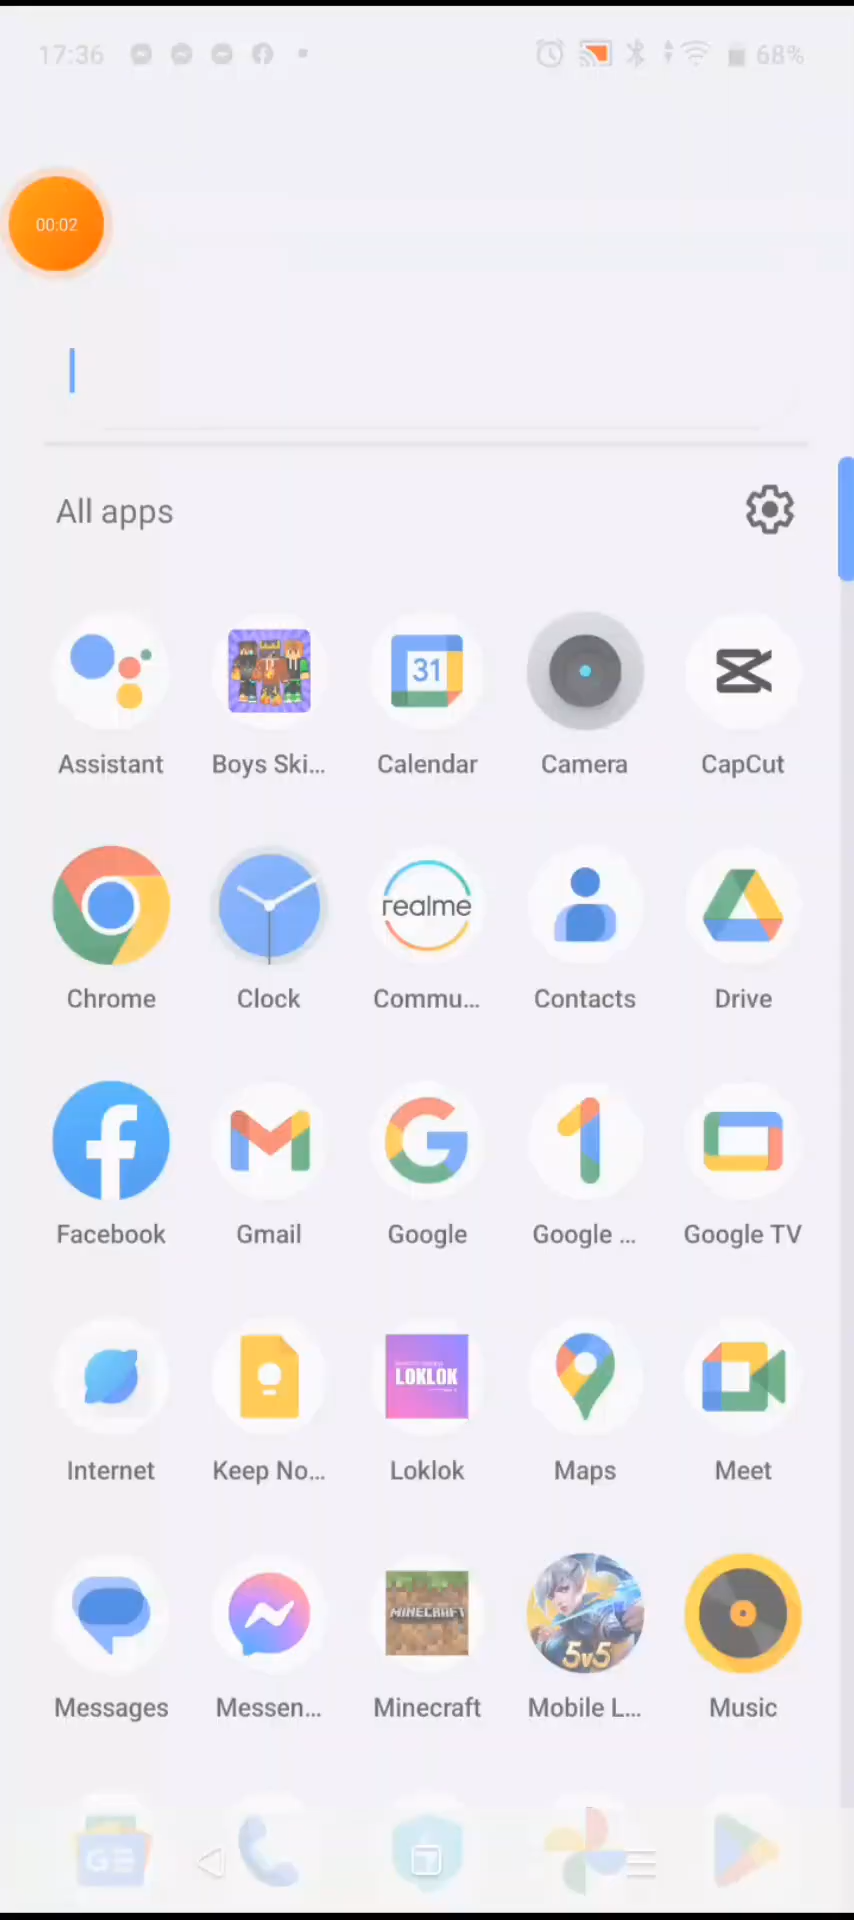 17:36 68%
00:02
All apps
31
Assistant Boys Ski... Calendar Camera CapCut
realme
Chrome Clock Commu... Contacts Drive
Facebook Gmail Google Google ... Google TV
LOKLOK
Internet Keep No... Loklok Maps Meet
MINECRAFT
5v5
Messages Messen... Minecraft Mobile L... Music